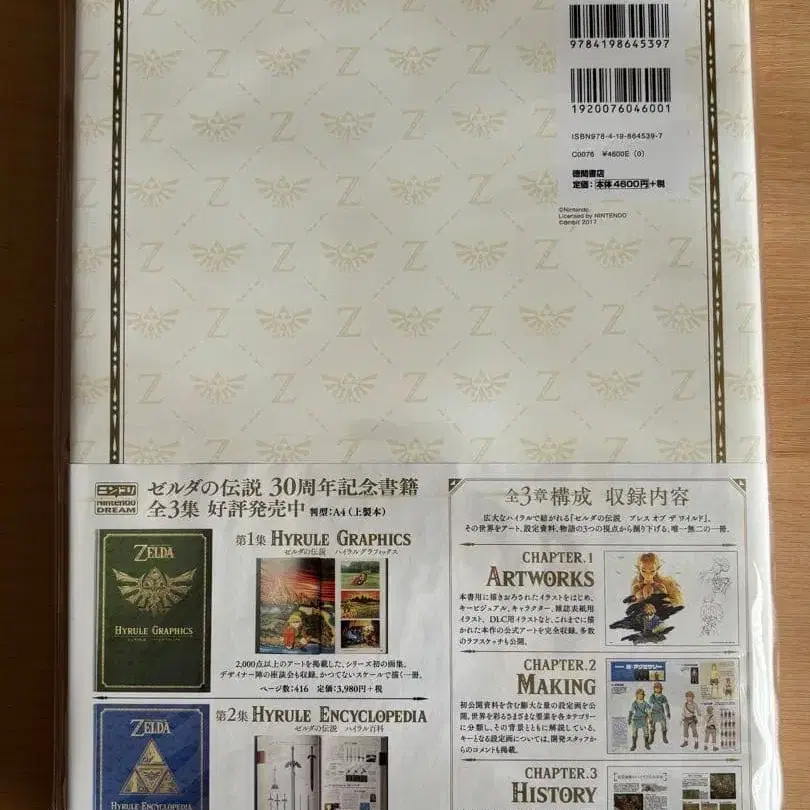 9784198645397
1920076046001
ISBN978-4-19-864539-7
C0076 ¥4600E (0)
徳間書店
定価：本体4600円+税
©Nintendo
Licensed by NINTENDO
©ambit 2017
ニンドリ
NINTENDO
DREAM
ゼルダの伝説 30周年記念書籍
全3集 好評発売中 判型:A4(上製本)
第1集 HYRULE GRAPHICS
ゼルダの伝説 ハイラルグラフィックス
ZELDA
HYRULE GRAPHICS
2,000点以上のアートを掲載した、シリーズ初の画集。
デザイナー陣の座談会も収録。かつてないスケールで描く一冊。
ページ数:416 定価:3,980円+税
第2集 HYRULE ENCYCLOPEDIA
ゼルダの伝説 ハイラル百科
ZELDA
HYRULE ENCYCLOPEDIA
全3章構成 収録内容
広大なハイラルで紡がれる『ゼルダの伝説 ブレス オブ ザ ワイルド』。
その世界をアート、設定資料、物語の3つの視点から掘り下げる、唯一無二の一冊。
CHAPTER.1
ARTWORKS
本書用に描きおろされたイラストをはじめ、
キービジュアル、キャラクター、雑誌表紙用
イラスト、DLC用イラストなど、これまでに描
かれた本作の公式アートを完全収録。多数
のラフスケッチも公開。
CHAPTER.2
MAKING
初公開資料を含む膨大な量の設定画を公
開。世界を彩るさまざまな要素を各カテゴリー
に分類し、その背景とともに解説している。
キーとなる設定画については、開発スタッフか
らのコメントも掲載。
CHAPTER.3
HISTORY